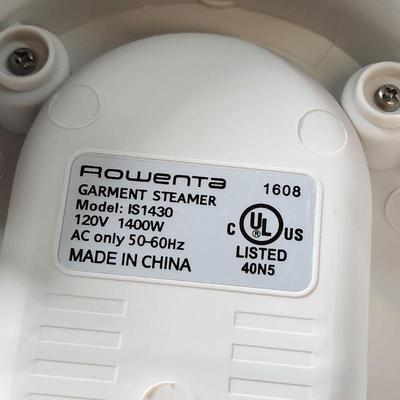 Rowenta 1608
GARMENT STEAMER
Model: IS1430
120V 1400W
AC only 50-60Hz
MADE IN CHINA
C UL US
LISTED
40N5